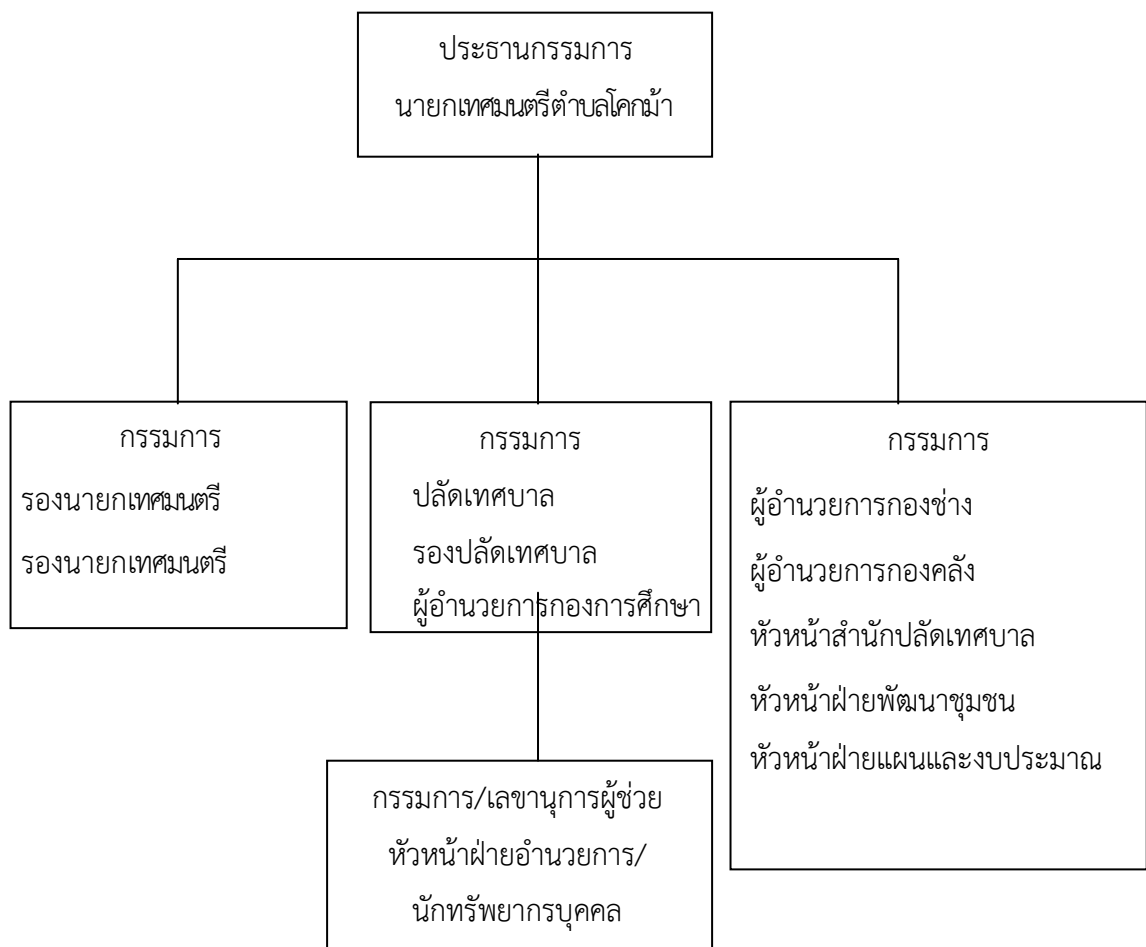 ประธานกรรมการ
นายกเทศมนตรีตำบลโคกม้า
กรรมการ
รองนายกเทศมนตรี
รองนายกเทศมนตรี
กรรมการ
ปลัดเทศบาล
รองปลัดเทศบาล
ผู้อำนวยการกองการศึกษา
กรรมการ
ผู้อำนวยการกองช่าง
ผู้อำนวยการกองคลัง
หัวหน้าสำนักปลัดเทศบาล
หัวหน้าฝ่ายพัฒนาชุมชน
หัวหน้าฝ่ายแผนและงบประมาณ
กรรมการ/เลขานุการผู้ช่วย
หัวหน้าฝ่ายอำนวยการ/
นักทรัพยากรบุคคล